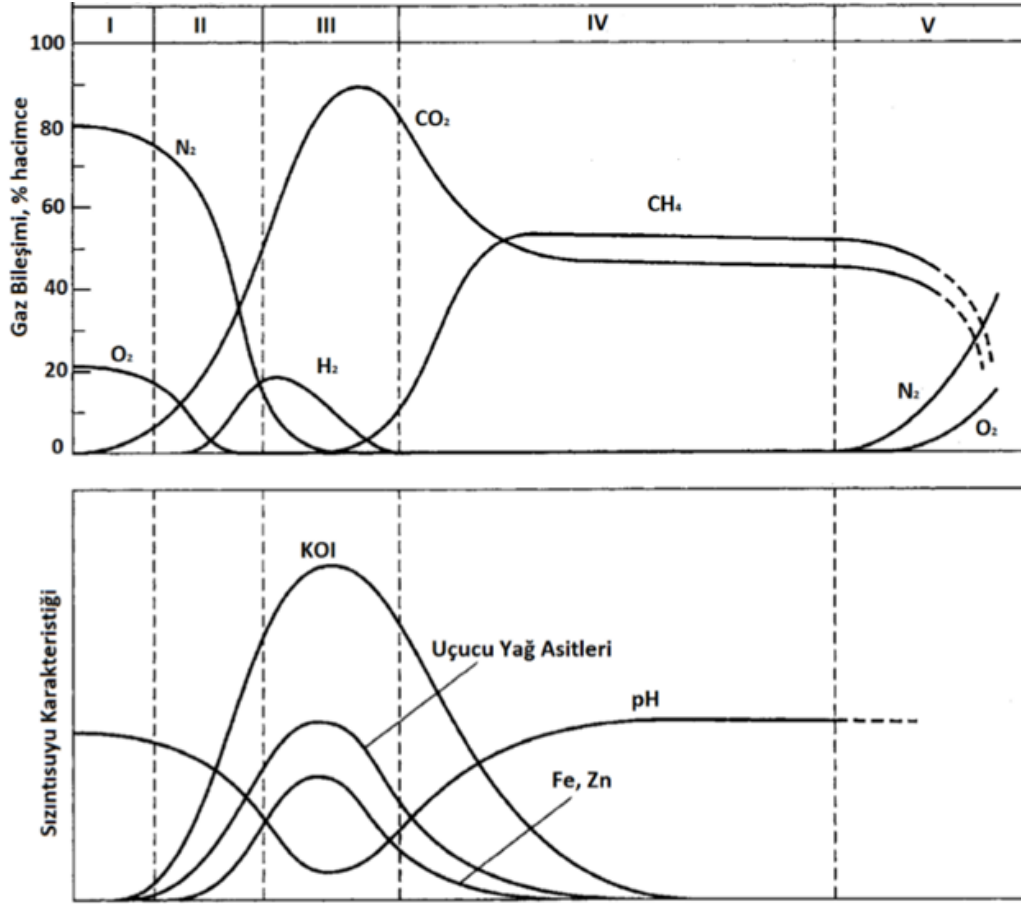 I II III IV V
100
Gaz Bileşimi, % hacimce
80
60
40
20
0
N₂
CO₂
CH₄
O₂
H₂
N₂
O₂
Sızıntısuyu Karakteristiği
KOI
Uçucu Yağ Asitleri
pH
Fe, Zn